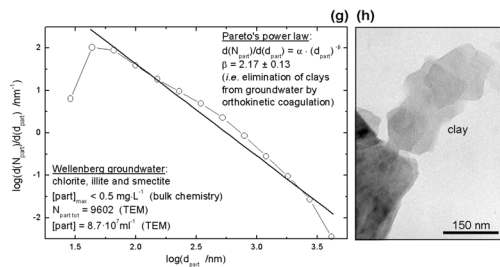 (g) (h)
Pareto's power law:
d(N_part)/d(d_part) = α · (d_part)^-β
β = 2.17 ± 0.13
(i.e. elimination of clays
from groundwater by
orthokinetic coagulation)
log(d(N_part)/d(d_part) /nm⁻¹)
2
1
0
-1
-2
Wellenberg groundwater:
chlorite, illite and smectite
[part]_max < 0.5 mg·L⁻¹ (bulk chemistry)
N_part tot = 9602 (TEM)
[part] = 8.7·10⁷ml⁻¹ (TEM)
1.0 1.5 2.0 2.5 3.0 3.5
log(d_part /nm)
clay
150 nm